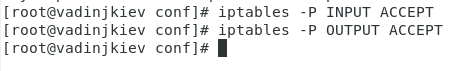 [root@vadinjkiev conf]# iptables -P INPUT ACCEPT
[root@vadinjkiev conf]# iptables -P OUTPUT ACCEPT
[root@vadinjkiev conf]#